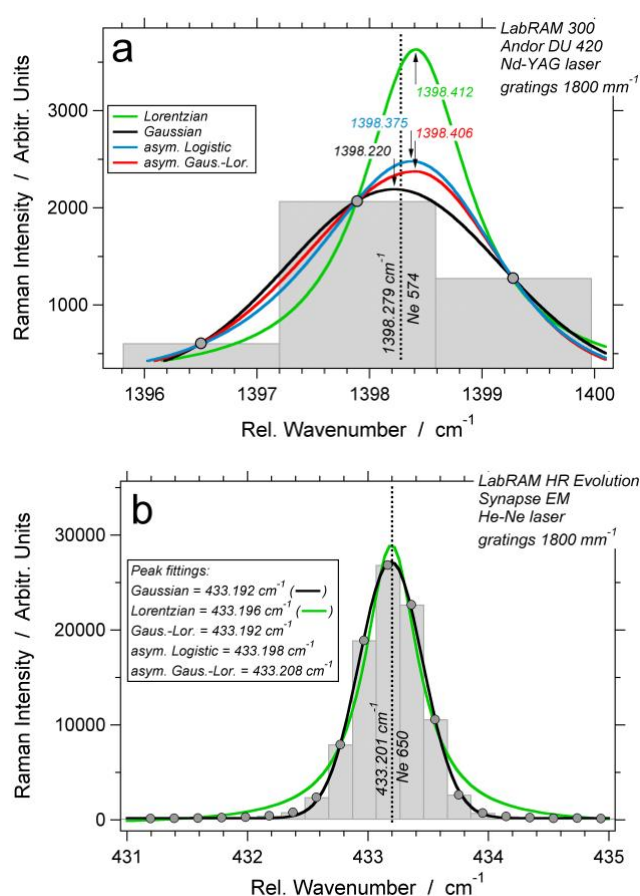 a
LabRAM 300
Andor DU 420
Nd-YAG laser
gratings 1800 mm-1
Lorentzian
Gaussian
asym. Logistic
asym. Gaus.-Lor.
1398.412
1398.375
1398.406
1398.220
1398.279 cm-1
Ne 574
Raman Intensity / Arbitr. Units
3000
2000
1000
1396
1397
1398
1399
1400
Rel. Wavenumber / cm-1
b
LabRAM HR Evolution
Synapse EM
He-Ne laser
gratings 1800 mm-1
Peak fittings:
Gaussian = 433.192 cm-1 ( )
Lorentzian = 433.196 cm-1 ( )
Gaus.-Lor. = 433.192 cm-1
asym. Logistic = 433.198 cm-1
asym. Gaus.-Lor. = 433.208 cm-1
433.201 cm-1
Ne 650
Raman Intensity / Arbitr. Units
30000
20000
10000
0
431
432
433
434
435
Rel. Wavenumber / cm-1